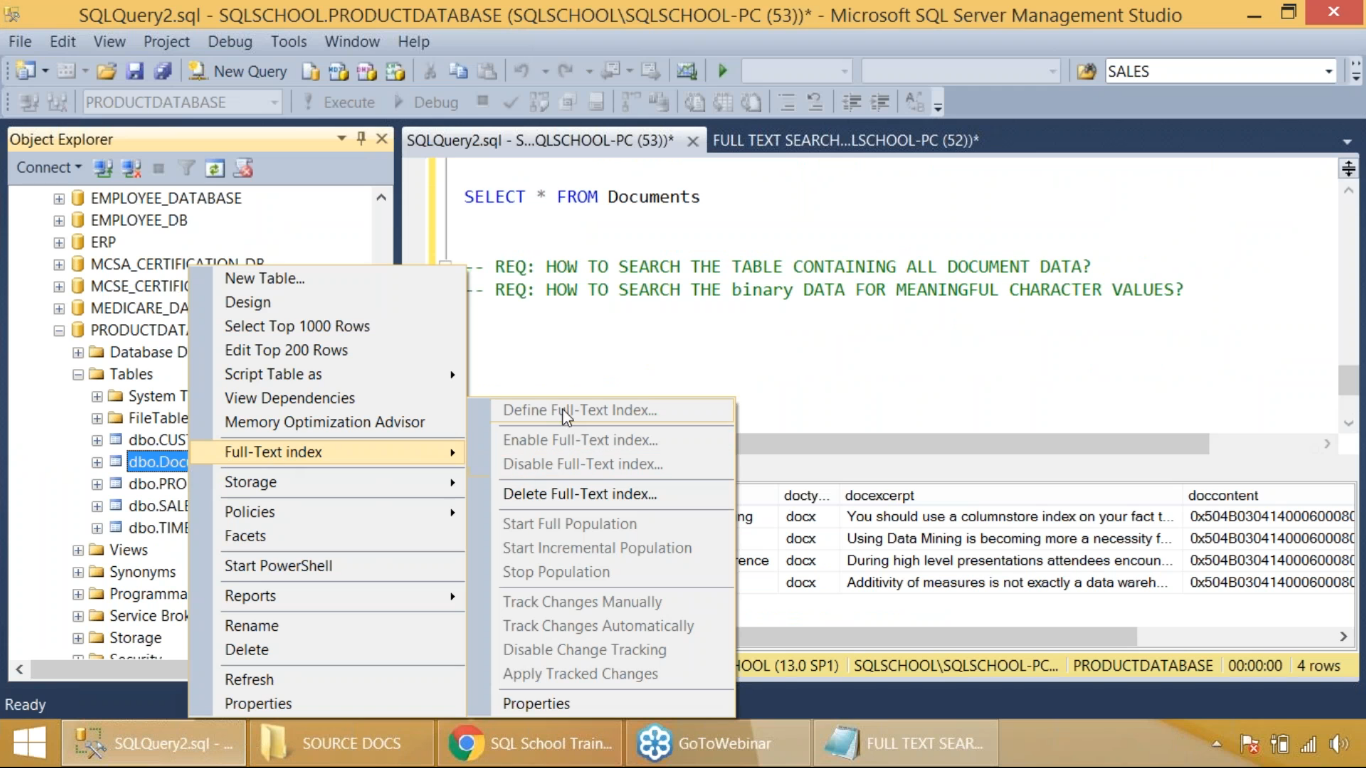 SQLQuery2.sql - SQLSCHOOL.PRODUCTDATABASE (SQLSCHOOL\SQLSCHOOL-PC (53))* - Microsoft SQL Server Management Studio
File Edit View Project Debug Tools Window Help
New Query SALES
PRODUCTDATABASE Execute Debug
Object Explorer
SQLQuery2.sql - S...QLSCHOOL-PC (53))* FULL TEXT SEARCH...LSCHOOL-PC (52))*
Connect
EMPLOYEE_DATABASE
EMPLOYEE_DB
ERP
MCSA_CERTIFICATION_DB
MCSE_CERTIFIC
MEDICARE_DA
PRODUCTDATA
Database D
Tables
System T
FileTable
dbo.CUS
dbo.Doc
dbo.PRO
dbo.SALE
dbo.TIME
Views
Synonyms
Programma
Service Brok
Storage
Security
New Table...
Design
Select Top 1000 Rows
Edit Top 200 Rows
Script Table as
View Dependencies
Memory Optimization Advisor
Full-Text index
Storage
Policies
Facets
Start PowerShell
Reports
Rename
Delete
Refresh
Properties
Define Full-Text Index...
Enable Full-Text index...
Disable Full-Text index...
Delete Full-Text index...
Start Full Population
Start Incremental Population
Stop Population
Track Changes Manually
Track Changes Automatically
Disable Change Tracking
Apply Tracked Changes
Properties
SELECT * FROM Documents
-- REQ: HOW TO SEARCH THE TABLE CONTAINING ALL DOCUMENT DATA?
-- REQ: HOW TO SEARCH THE binary DATA FOR MEANINGFUL CHARACTER VALUES?
docty... docexcerpt doccontent
ng docx You should use a columnstore index on your fact t... 0x504B03041400060080
docx Using Data Mining is becoming more a necessity f... 0x504B03041400060080
rence docx During high level presentations attendees encoun... 0x504B03041400060080
docx Additivity of measures is not exactly a data wareh... 0x504B03041400060080
HOOL (13.0 SP1) SQLSCHOOL\SQLSCHOOL-PC... PRODUCTDATABASE 00:00:00 4 rows
Ready
SQLQuery2.sql - ... SOURCE DOCS SQL School Train... GoToWebinar FULL TEXT SEAR...